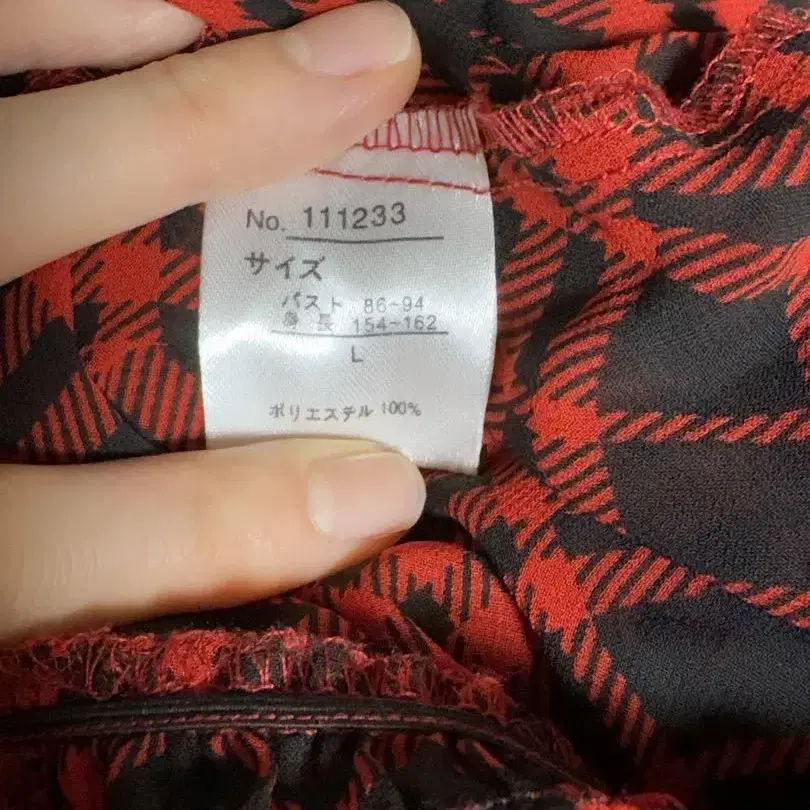 No. 111233
サイズ
バスト 86~94
身長 154~162
L
ポリエステル 100%